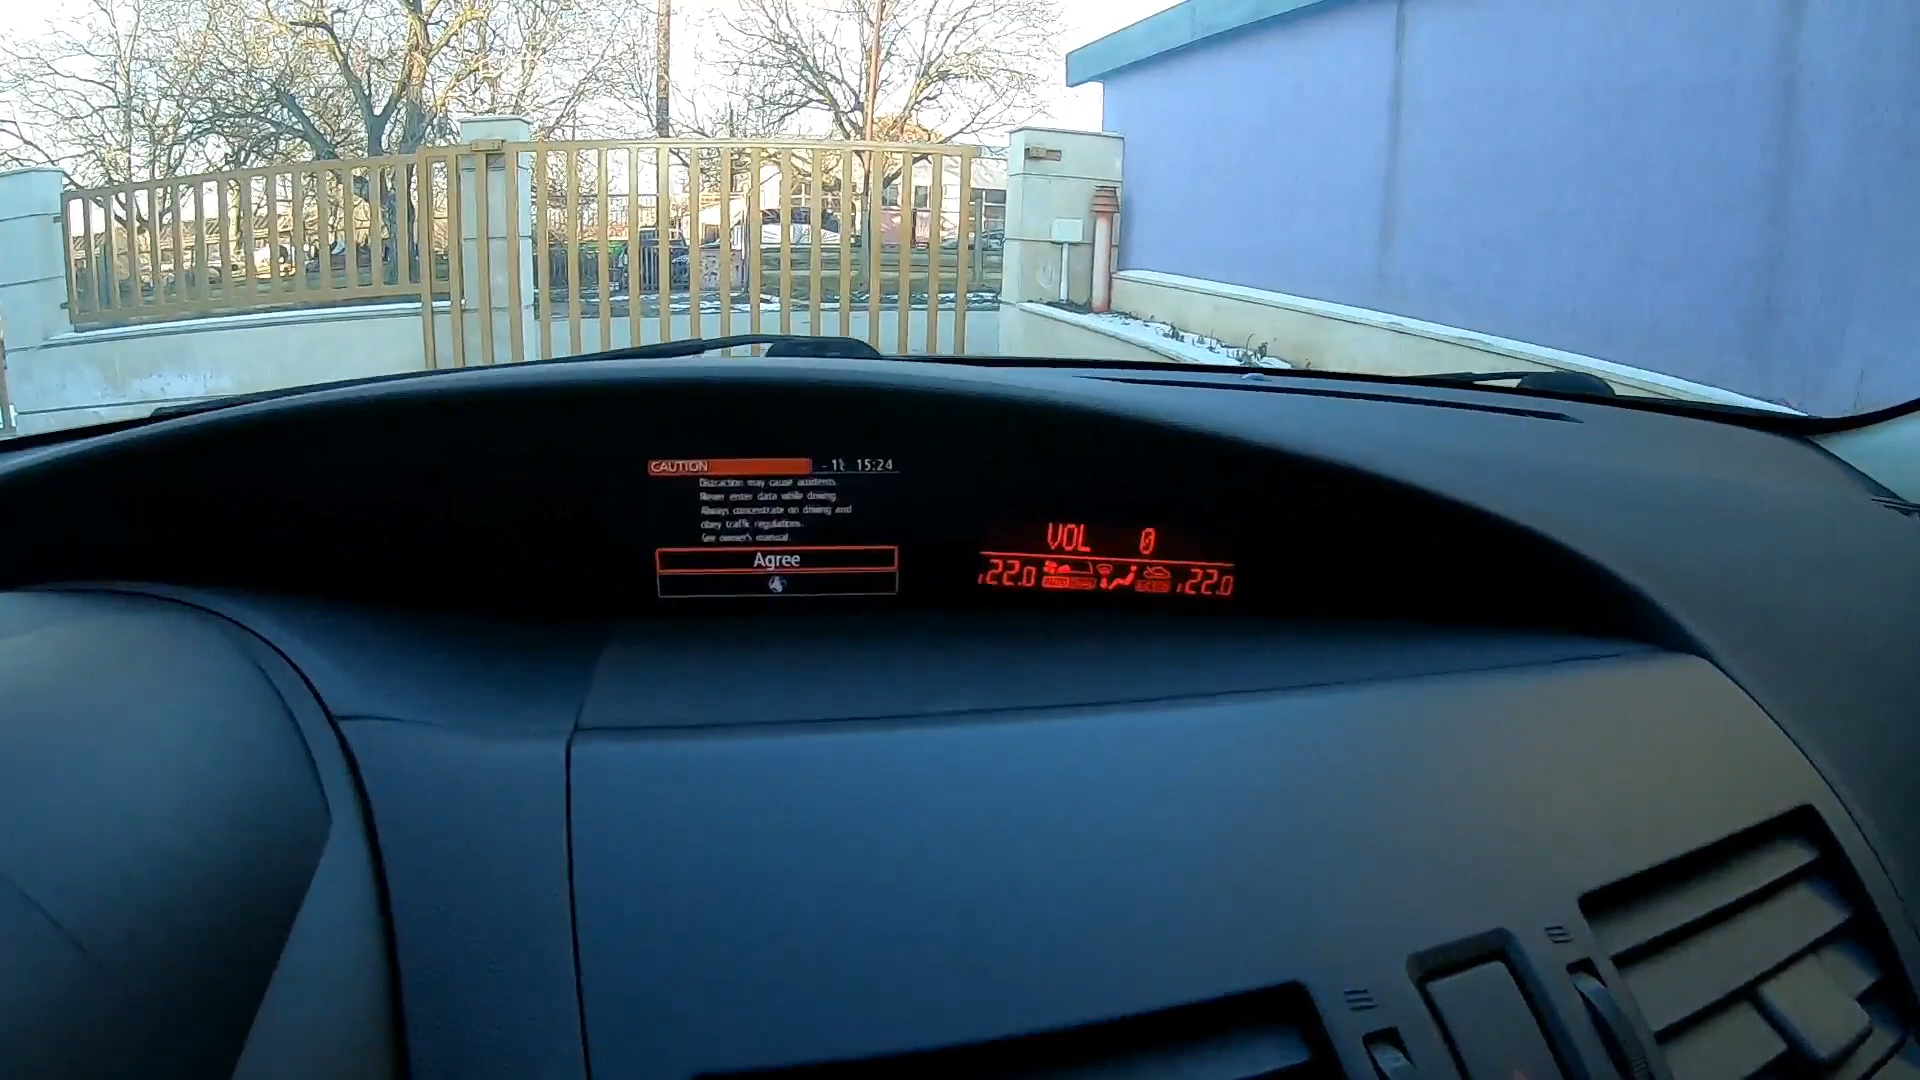 CAUTION -1°c 15:24
Distraction may cause accidents.
Never enter data while driving.
Always concentrate on driving and
obey traffic regulations.
See owner's manual.
Agree
VOL 0
22.0 22.0